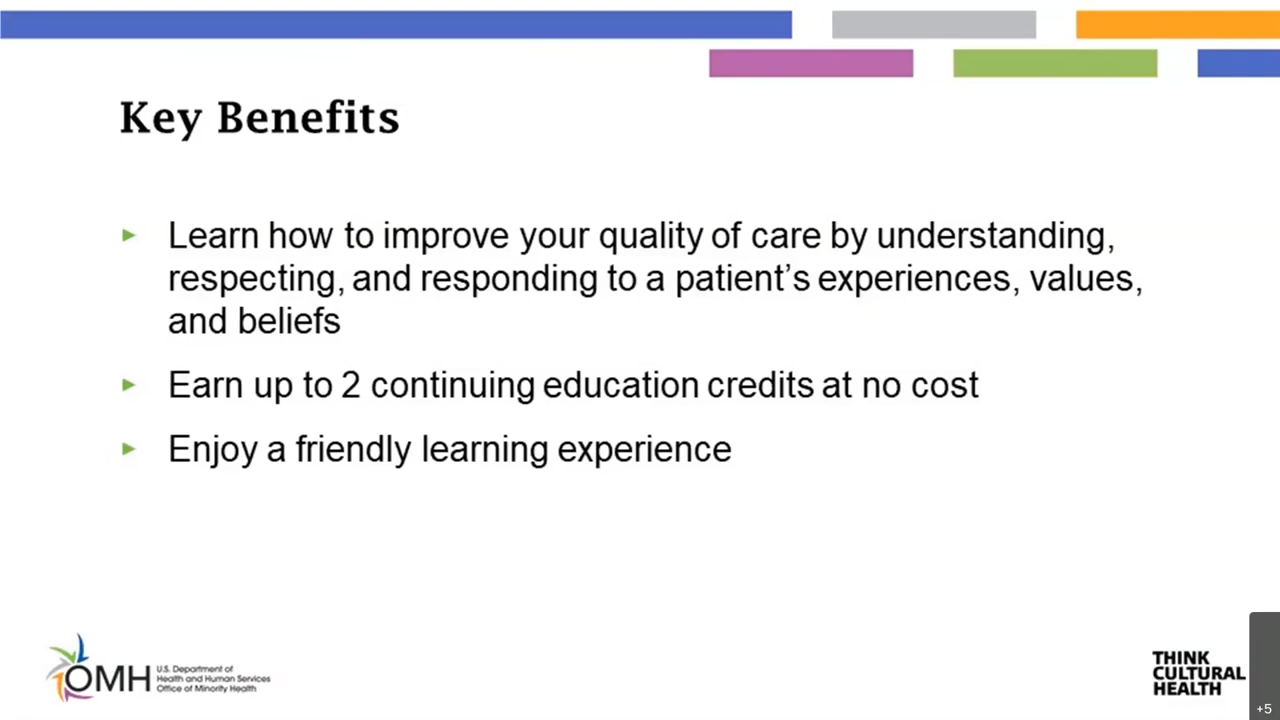 Key Benefits
Learn how to improve your quality of care by understanding,
respecting, and responding to a patient’s experiences, values,
and beliefs
Earn up to 2 continuing education credits at no cost
Enjoy a friendly learning experience
OMH
U.S. Department of
Health and Human Services
Office of Minority Health
THINK
CULTURAL
HEALTH
+5